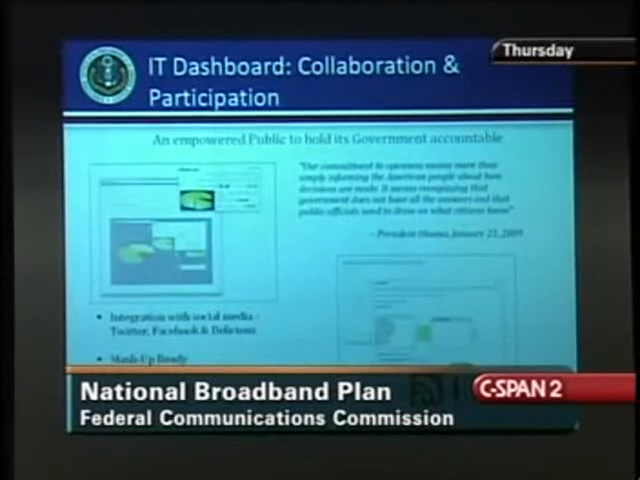 Thursday
IT Dashboard: Collaboration &
Participation
An empowered Public to hold its Government accountable
"Our commitment to openness means more than
simply informing the American people about how
decisions are made. It means recognizing that
government does not have all the answers and that
public officials need to draw on what citizens know"
– President Obama, January 21, 2009
• Integration with social media -
Twitter, Facebook & Delicious
• Mash-Up Ready
National Broadband Plan
C-SPAN 2
Federal Communications Commission